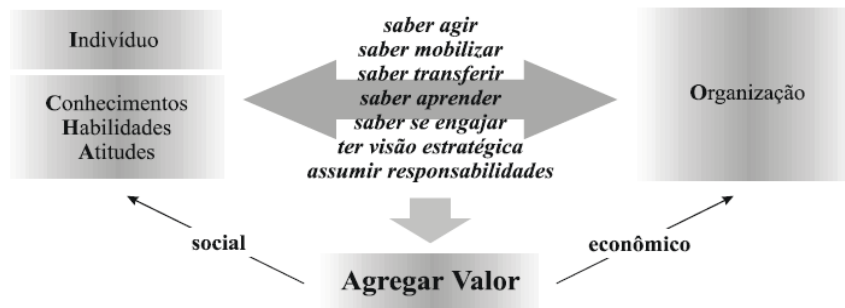 Indivíduo
Conhecimentos
Habilidades
Atitudes
saber agir
saber mobilizar
saber transferir
saber aprender
saber se engajar
ter visão estratégica
assumir responsabilidades
Organização
social
econômico
Agregar Valor